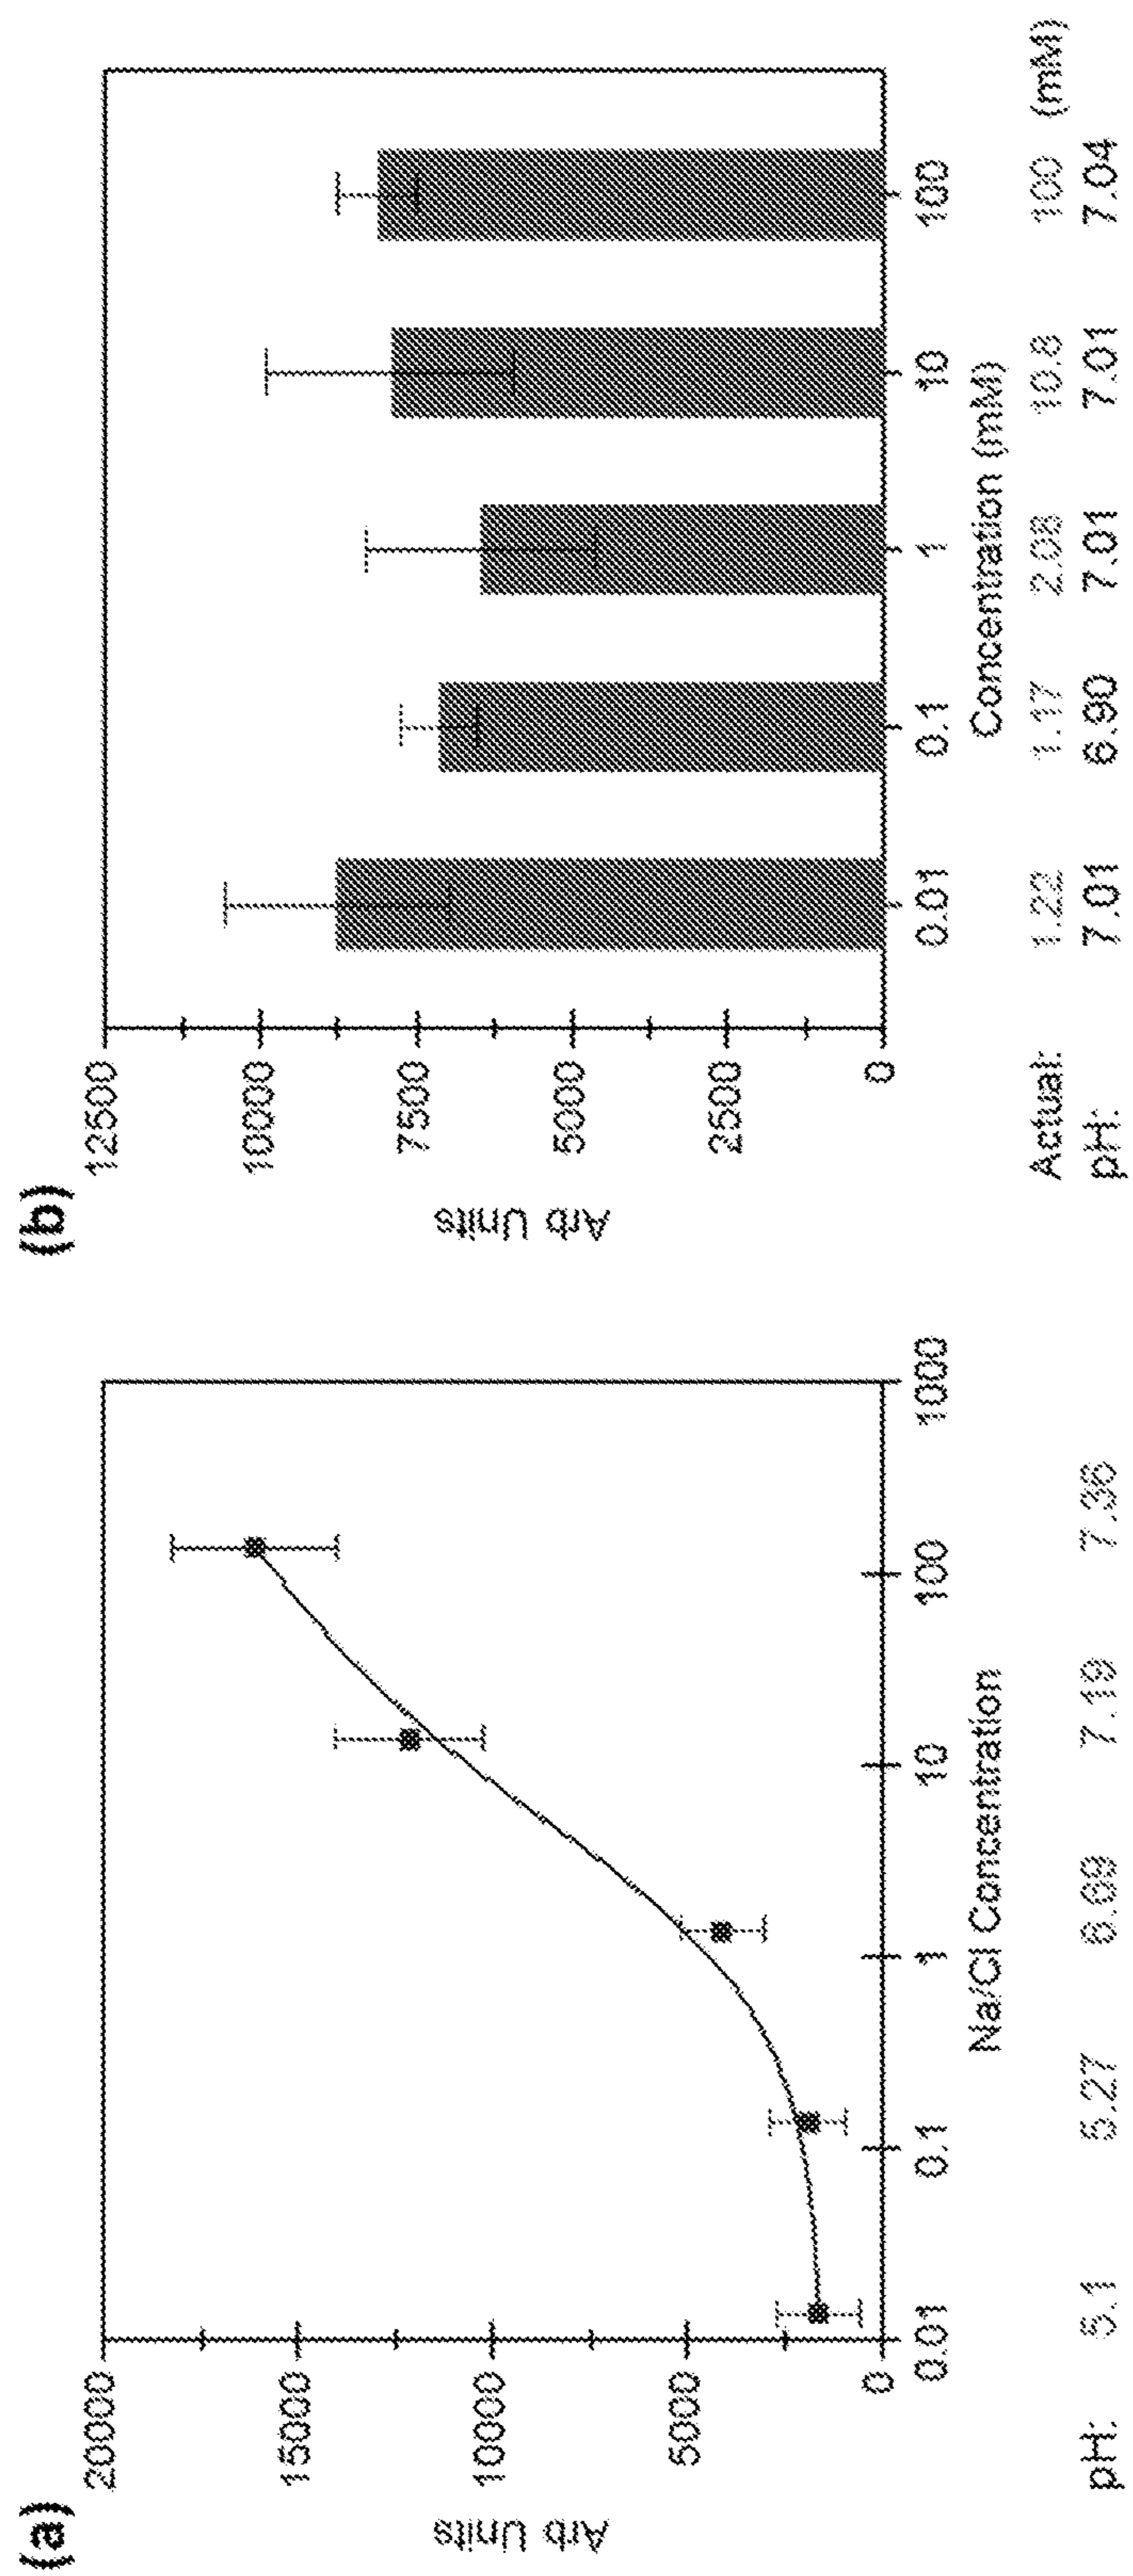 (a)
20000
15000
10000
5000
0
Arb Units
0.01 0.1 1 10 100 1000
Na/Cl Concentration
pH: 5.1 5.27 6.99 7.19 7.36
(b)
12500
10000
7500
5000
2500
0
Arb Units
0.01 0.1 1 10 100
Concentration (mM)
Actual: 1.22 1.17 2.08 10.8 100 (mM)
pH: 7.01 6.90 7.01 7.01 7.04